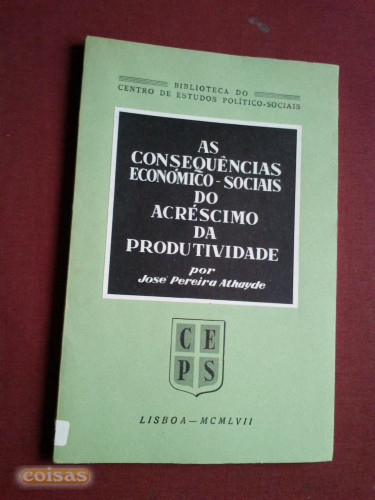 BIBLIOTECA DO
CENTRO DE ESTUDOS POLÍTICO-SOCIAIS
AS
CONSEQUÊNCIAS
ECONÓMICO-SOCIAIS
DO
ACRÉSCIMO
DA
PRODUTIVIDADE
por
José Pereira Athayde
C E
P S
LISBOA — MCMLVII
coisas